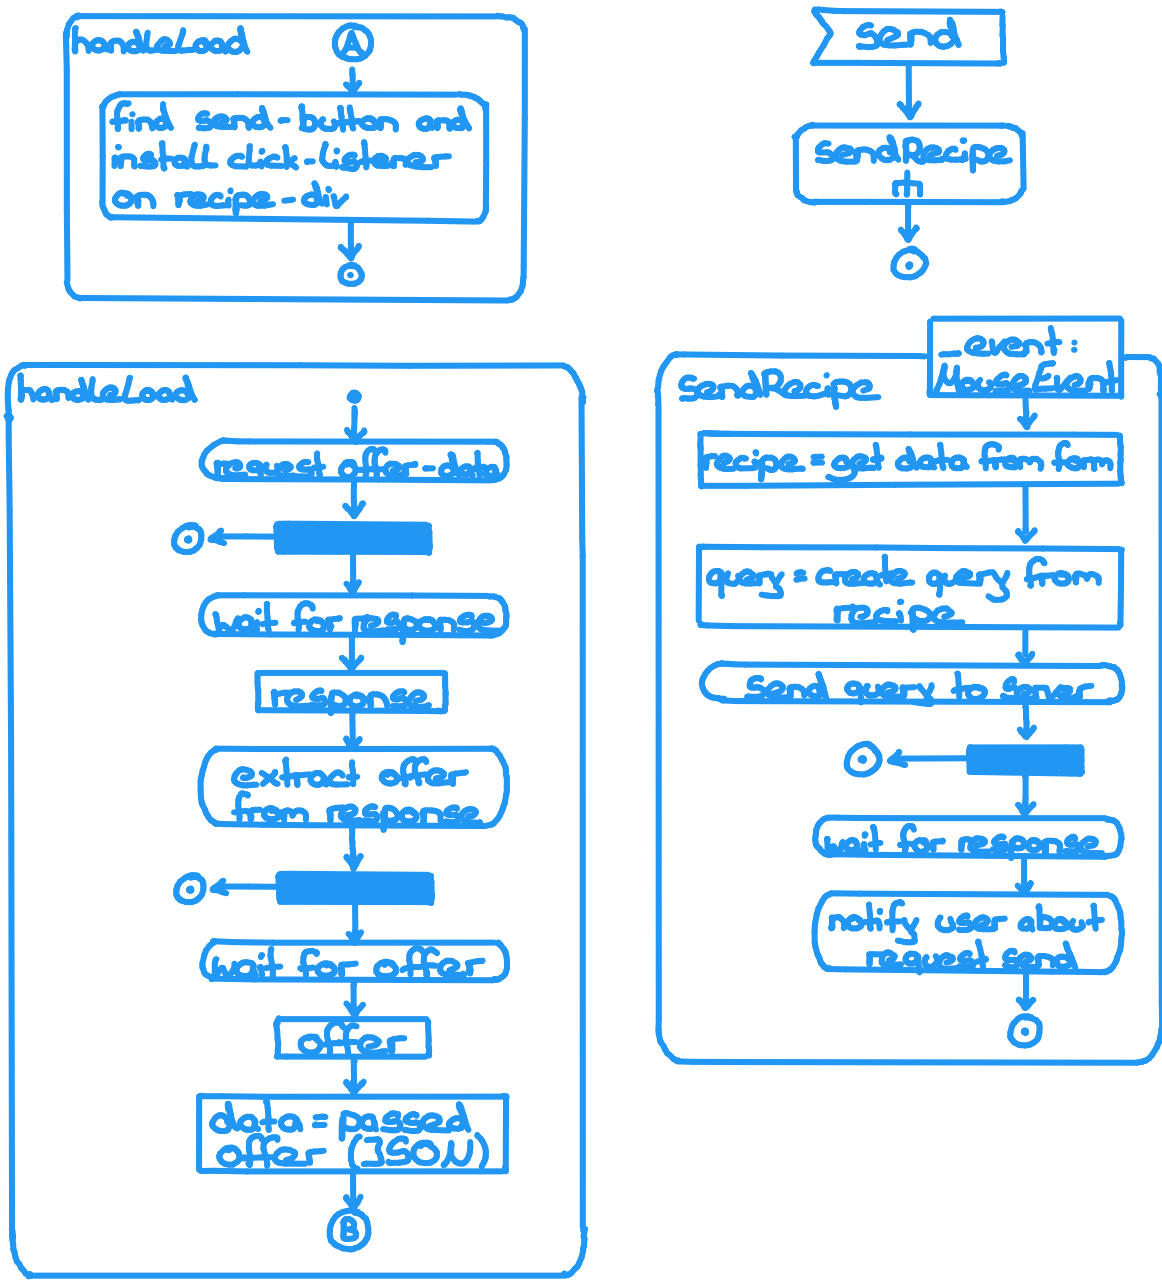 handleLoad
A
find send-button and
install click-listener
on recipe-div
send
sendRecipe
handleLoad
request offer-data
wait for response
response
extract offer
from response
wait for offer
offer
data = passed
offer (JSON)
B
_event:
MouseEvent
sendRecipe
recipe = get data from form
query = create query from
recipe
send query to server
wait for response
notify user about
request send